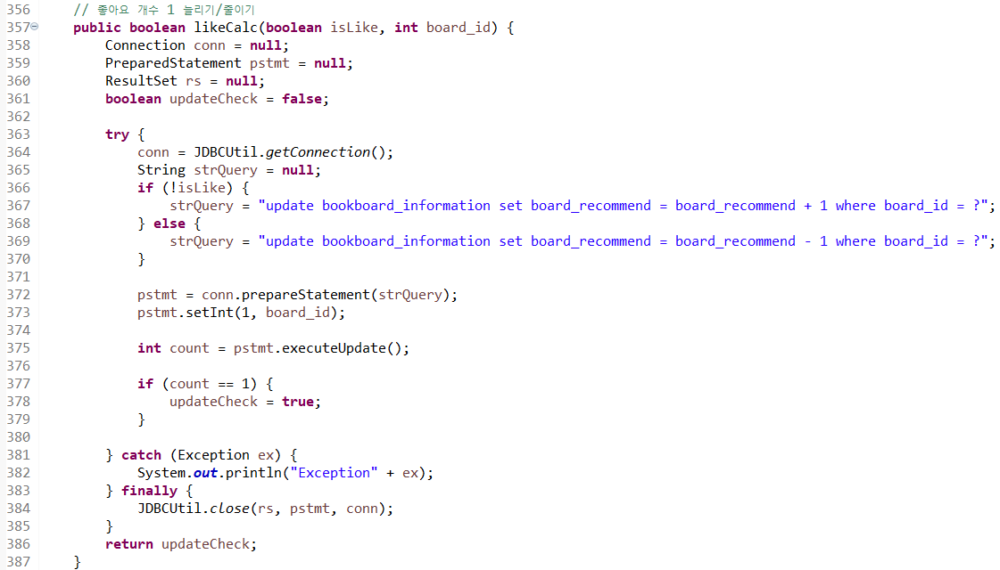 356 // 좋아요 개수 1 늘리기/줄이기
357 public boolean likeCalc(boolean isLike, int board_id) {
358 Connection conn = null;
359 PreparedStatement pstmt = null;
360 ResultSet rs = null;
361 boolean updateCheck = false;
362
363 try {
364 conn = JDBCUtil.getConnection();
365 String strQuery = null;
366 if (!isLike) {
367 strQuery = "update bookboard_information set board_recommend = board_recommend + 1 where board_id = ?";
368 } else {
369 strQuery = "update bookboard_information set board_recommend = board_recommend - 1 where board_id = ?";
370 }
371
372 pstmt = conn.prepareStatement(strQuery);
373 pstmt.setInt(1, board_id);
374
375 int count = pstmt.executeUpdate();
376
377 if (count == 1) {
378 updateCheck = true;
379 }
380
381 } catch (Exception ex) {
382 System.out.println("Exception" + ex);
383 } finally {
384 JDBCUtil.close(rs, pstmt, conn);
385 }
386 return updateCheck;
387 }